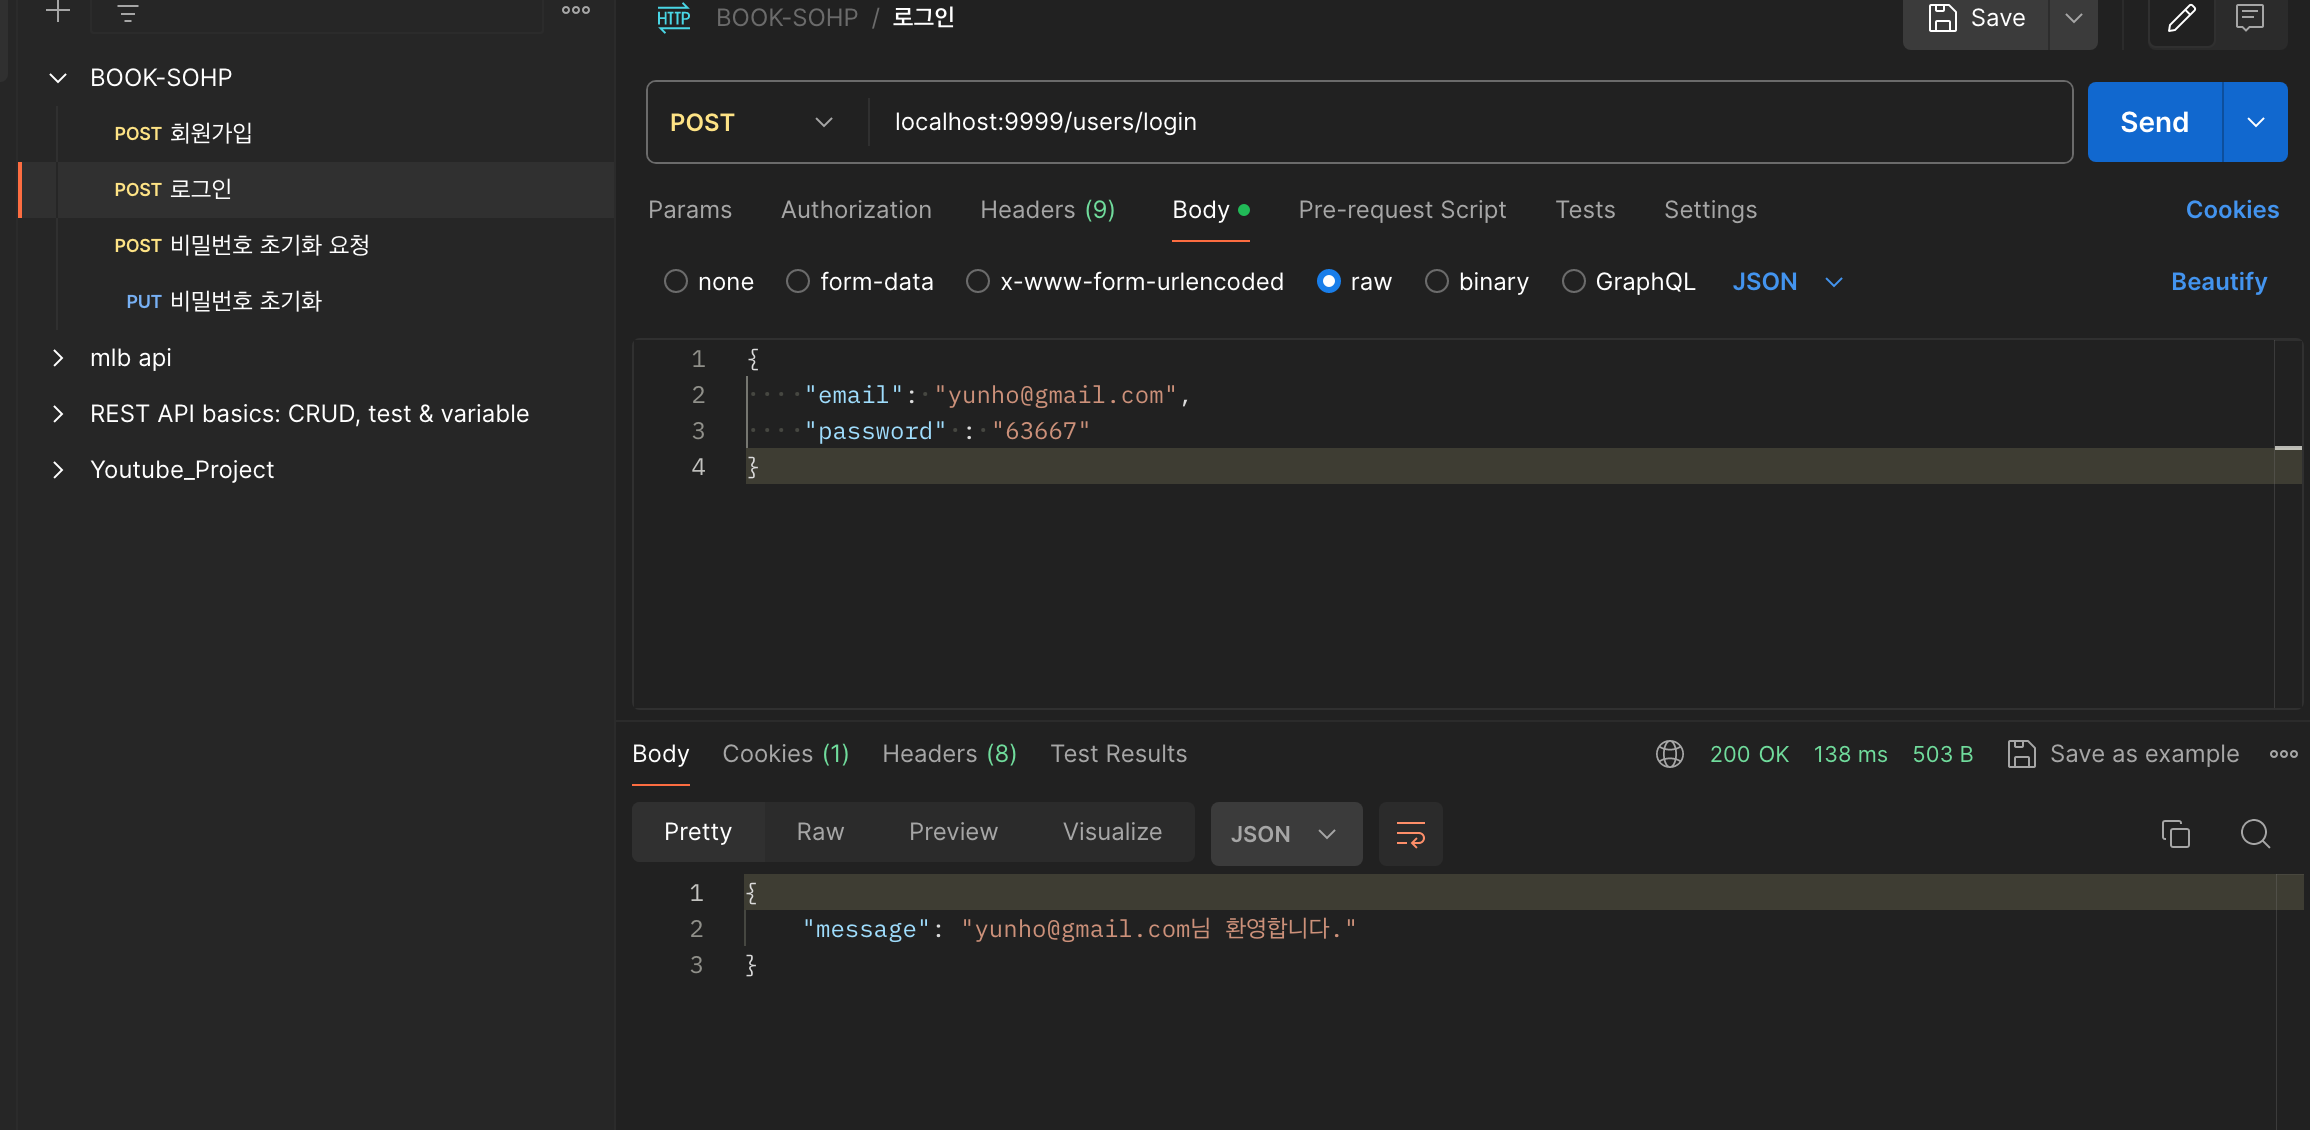 HTTP BOOK-SOHP / 로그인
Save
BOOK-SOHP
POST 회원가입
POST 로그인
POST 비밀번호 초기화 요청
PUT 비밀번호 초기화
mlb api
REST API basics: CRUD, test & variable
Youtube_Project
POST localhost:9999/users/login
Send
Params Authorization Headers (9) Body Pre-request Script Tests Settings Cookies
none form-data x-www-form-urlencoded raw binary GraphQL JSON Beautify
1 {
2 "email": "yunho@gmail.com",
3 "password" : "63667"
4 }
Body Cookies (1) Headers (8) Test Results 200 OK 138 ms 503 B Save as example
Pretty Raw Preview Visualize JSON
1 {
2 "message": "yunho@gmail.com님 환영합니다."
3 }